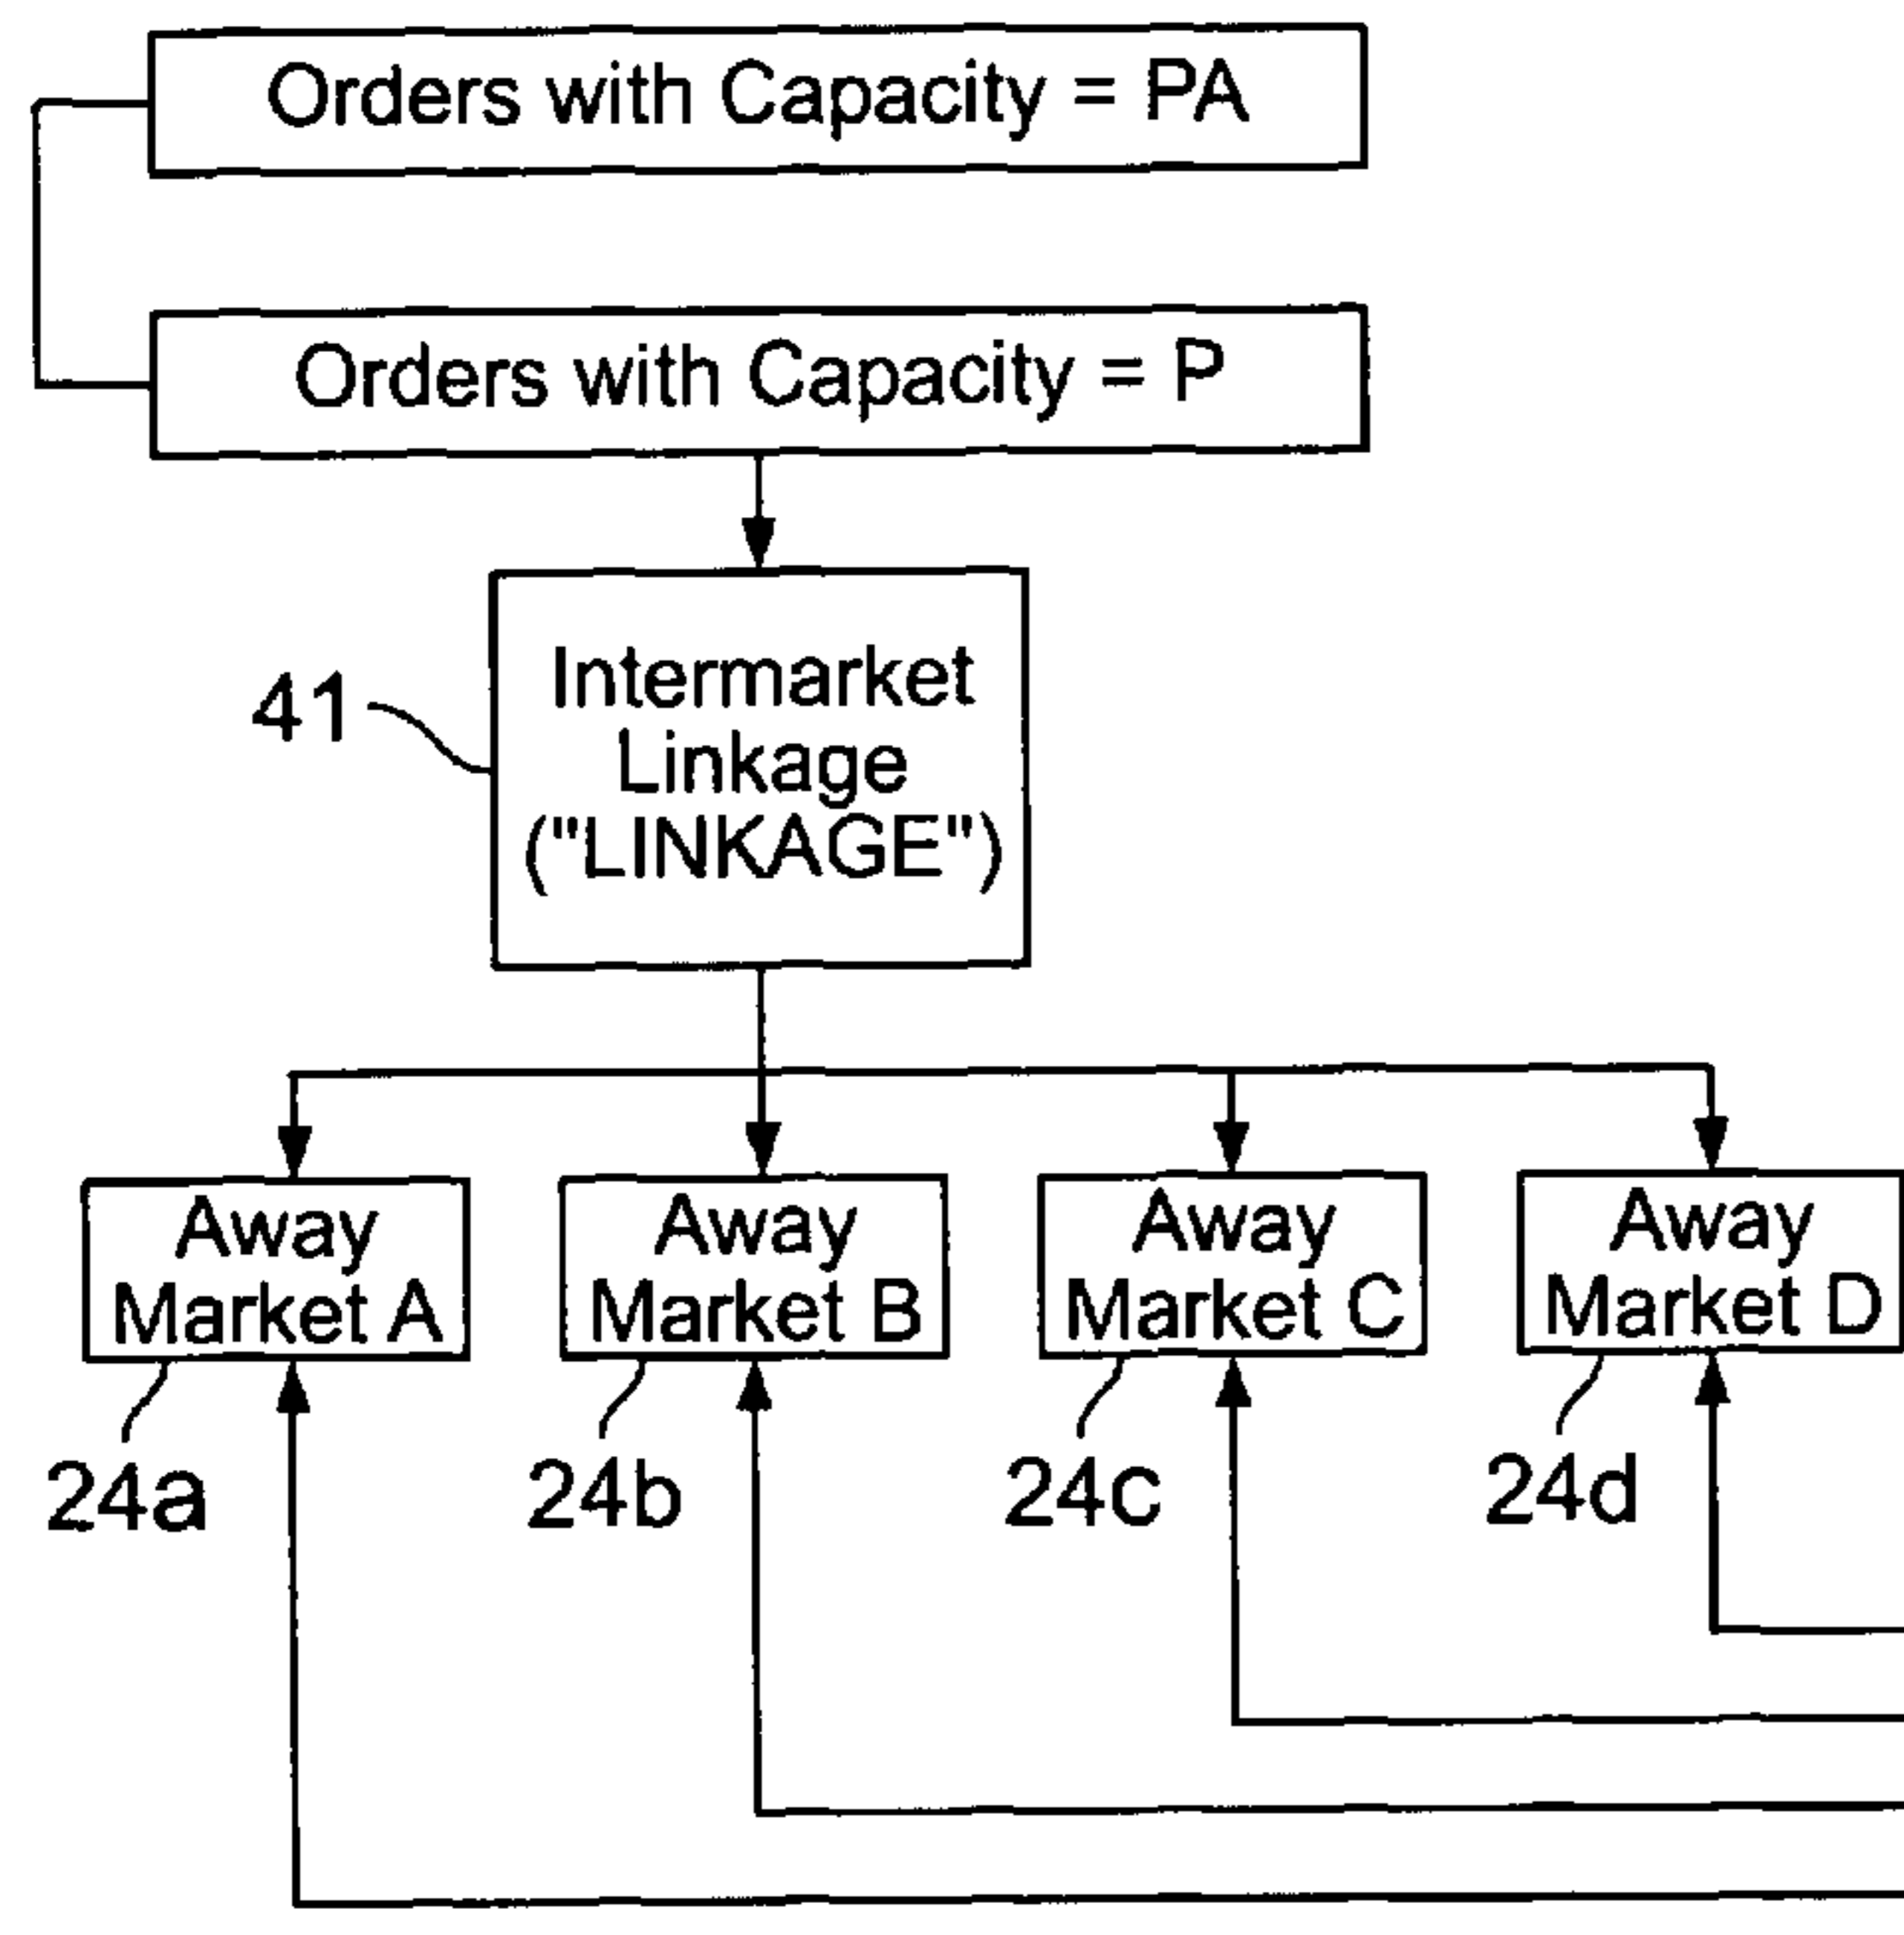 Orders with Capacity = PA
Orders with Capacity = P
41
Intermarket
Linkage
("LINKAGE")
Away
Market A
Away
Market B
Away
Market C
Away
Market D
24a
24b
24c
24d